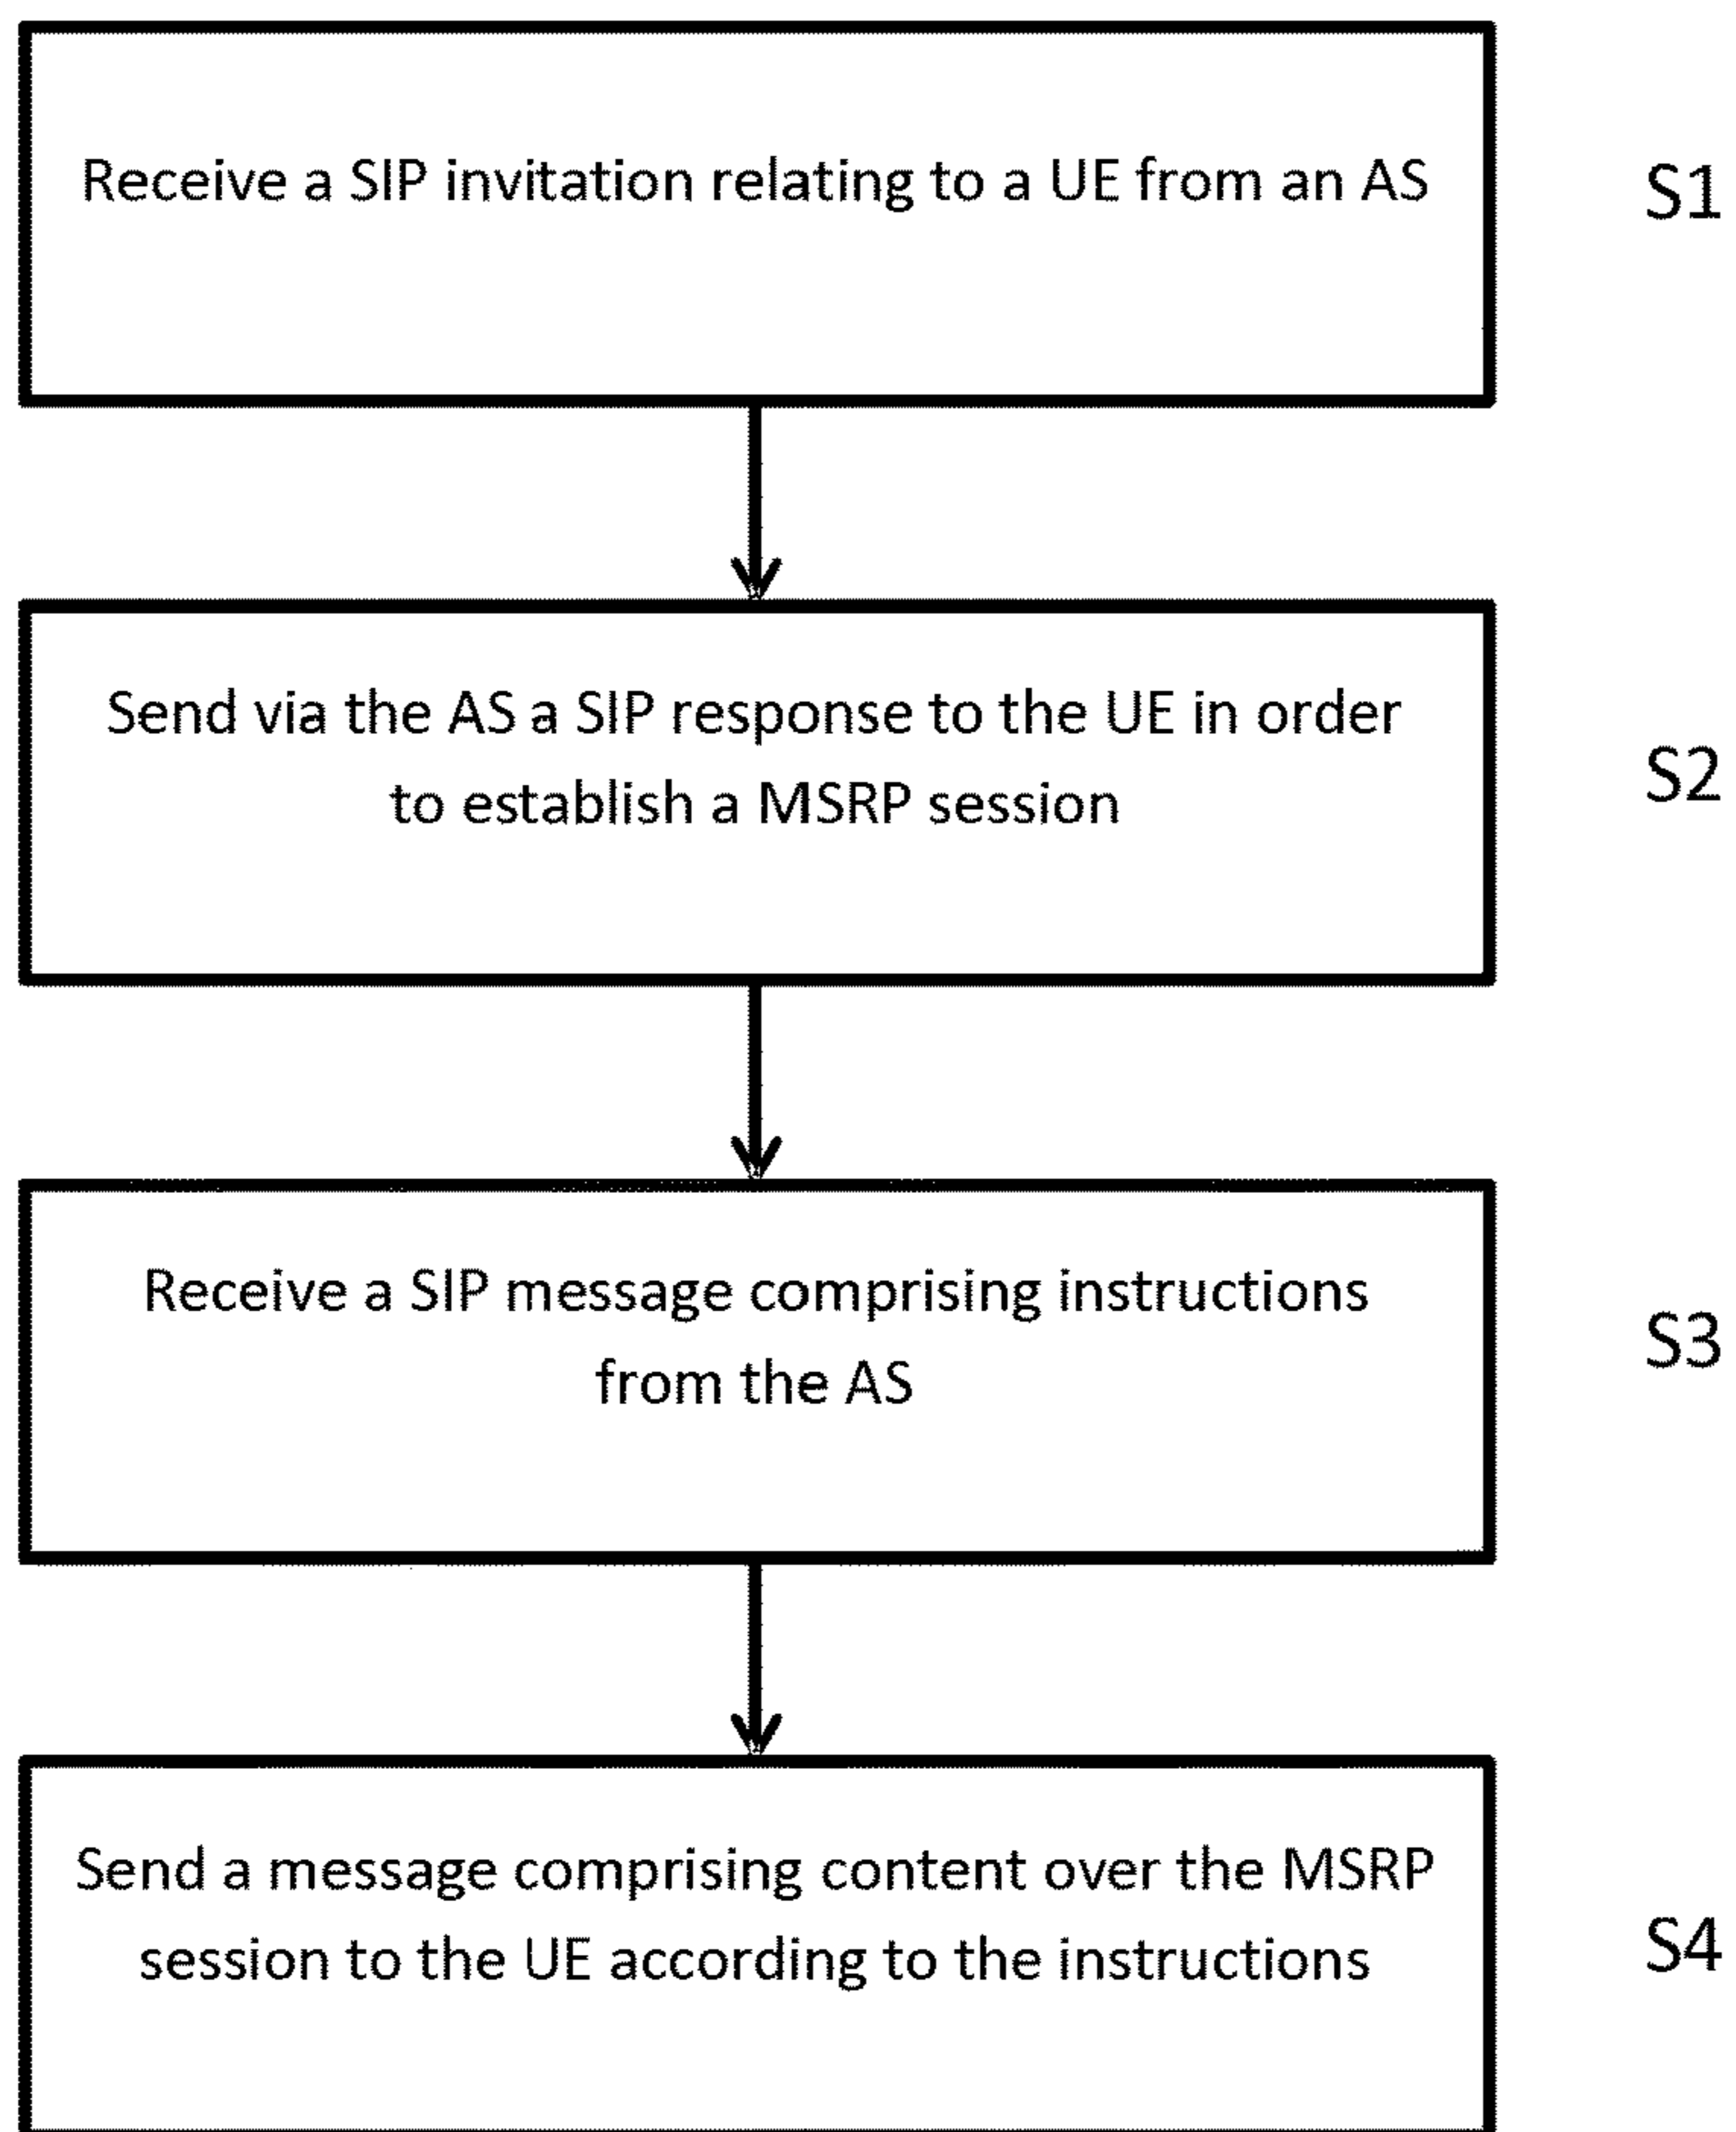 Receive a SIP invitation relating to a UE from an AS
S1
Send via the AS a SIP response to the UE in order
to establish a MSRP session
S2
Receive a SIP message comprising instructions
from the AS
S3
Send a message comprising content over the MSRP
session to the UE according to the instructions
S4